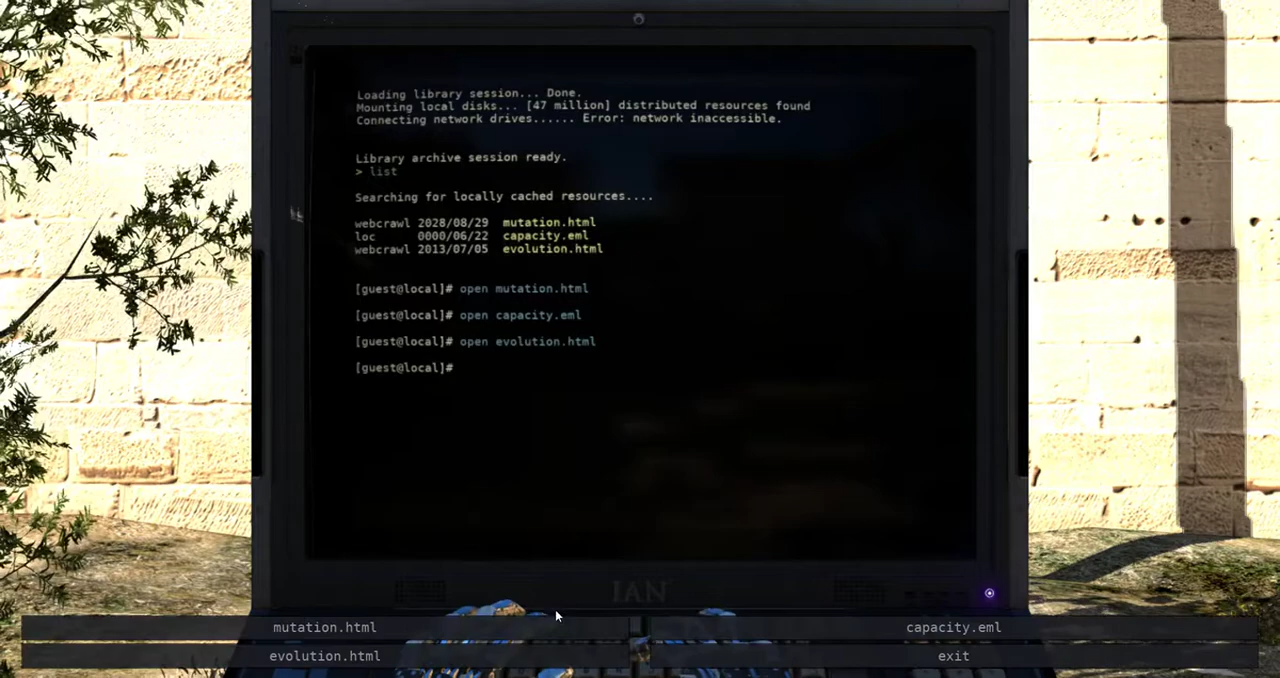 Loading library session... Done.
Mounting local disks... [47 million] distributed resources found
Connecting network drives...... Error: network inaccessible.
Library archive session ready.
> list
Searching for locally cached resources....
webcrawl 2028/08/29 mutation.html
loc 0000/06/22 capacity.eml
webcrawl 2013/07/05 evolution.html
[guest@local]# open mutation.html
[guest@local]# open capacity.eml
[guest@local]# open evolution.html
[guest@local]#
IAN
mutation.html capacity.eml
evolution.html exit